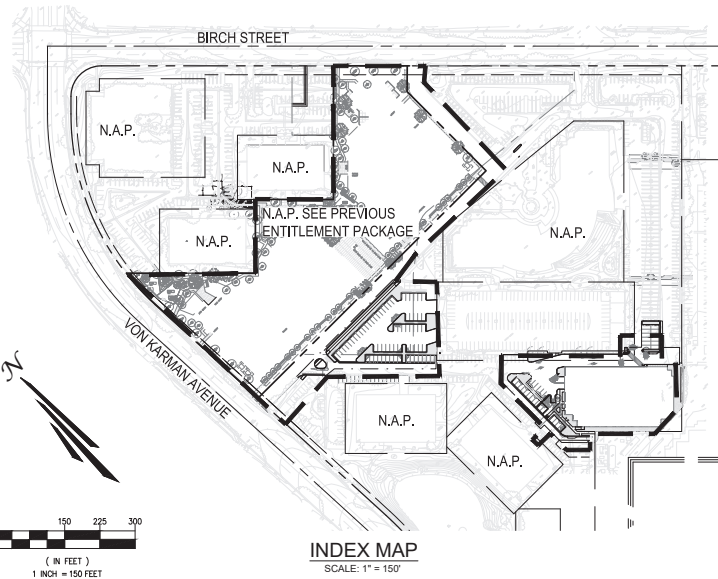 BIRCH STREET
N.A.P.
N.A.P.
N.A.P. SEE PREVIOUS
ENTITLEMENT PACKAGE
N.A.P.
N.A.P.
VON KARMAN AVENUE
N
N.A.P.
N.A.P.
150 225 300
( IN FEET )
1 INCH = 150 FEET
INDEX MAP
SCALE: 1" = 150'